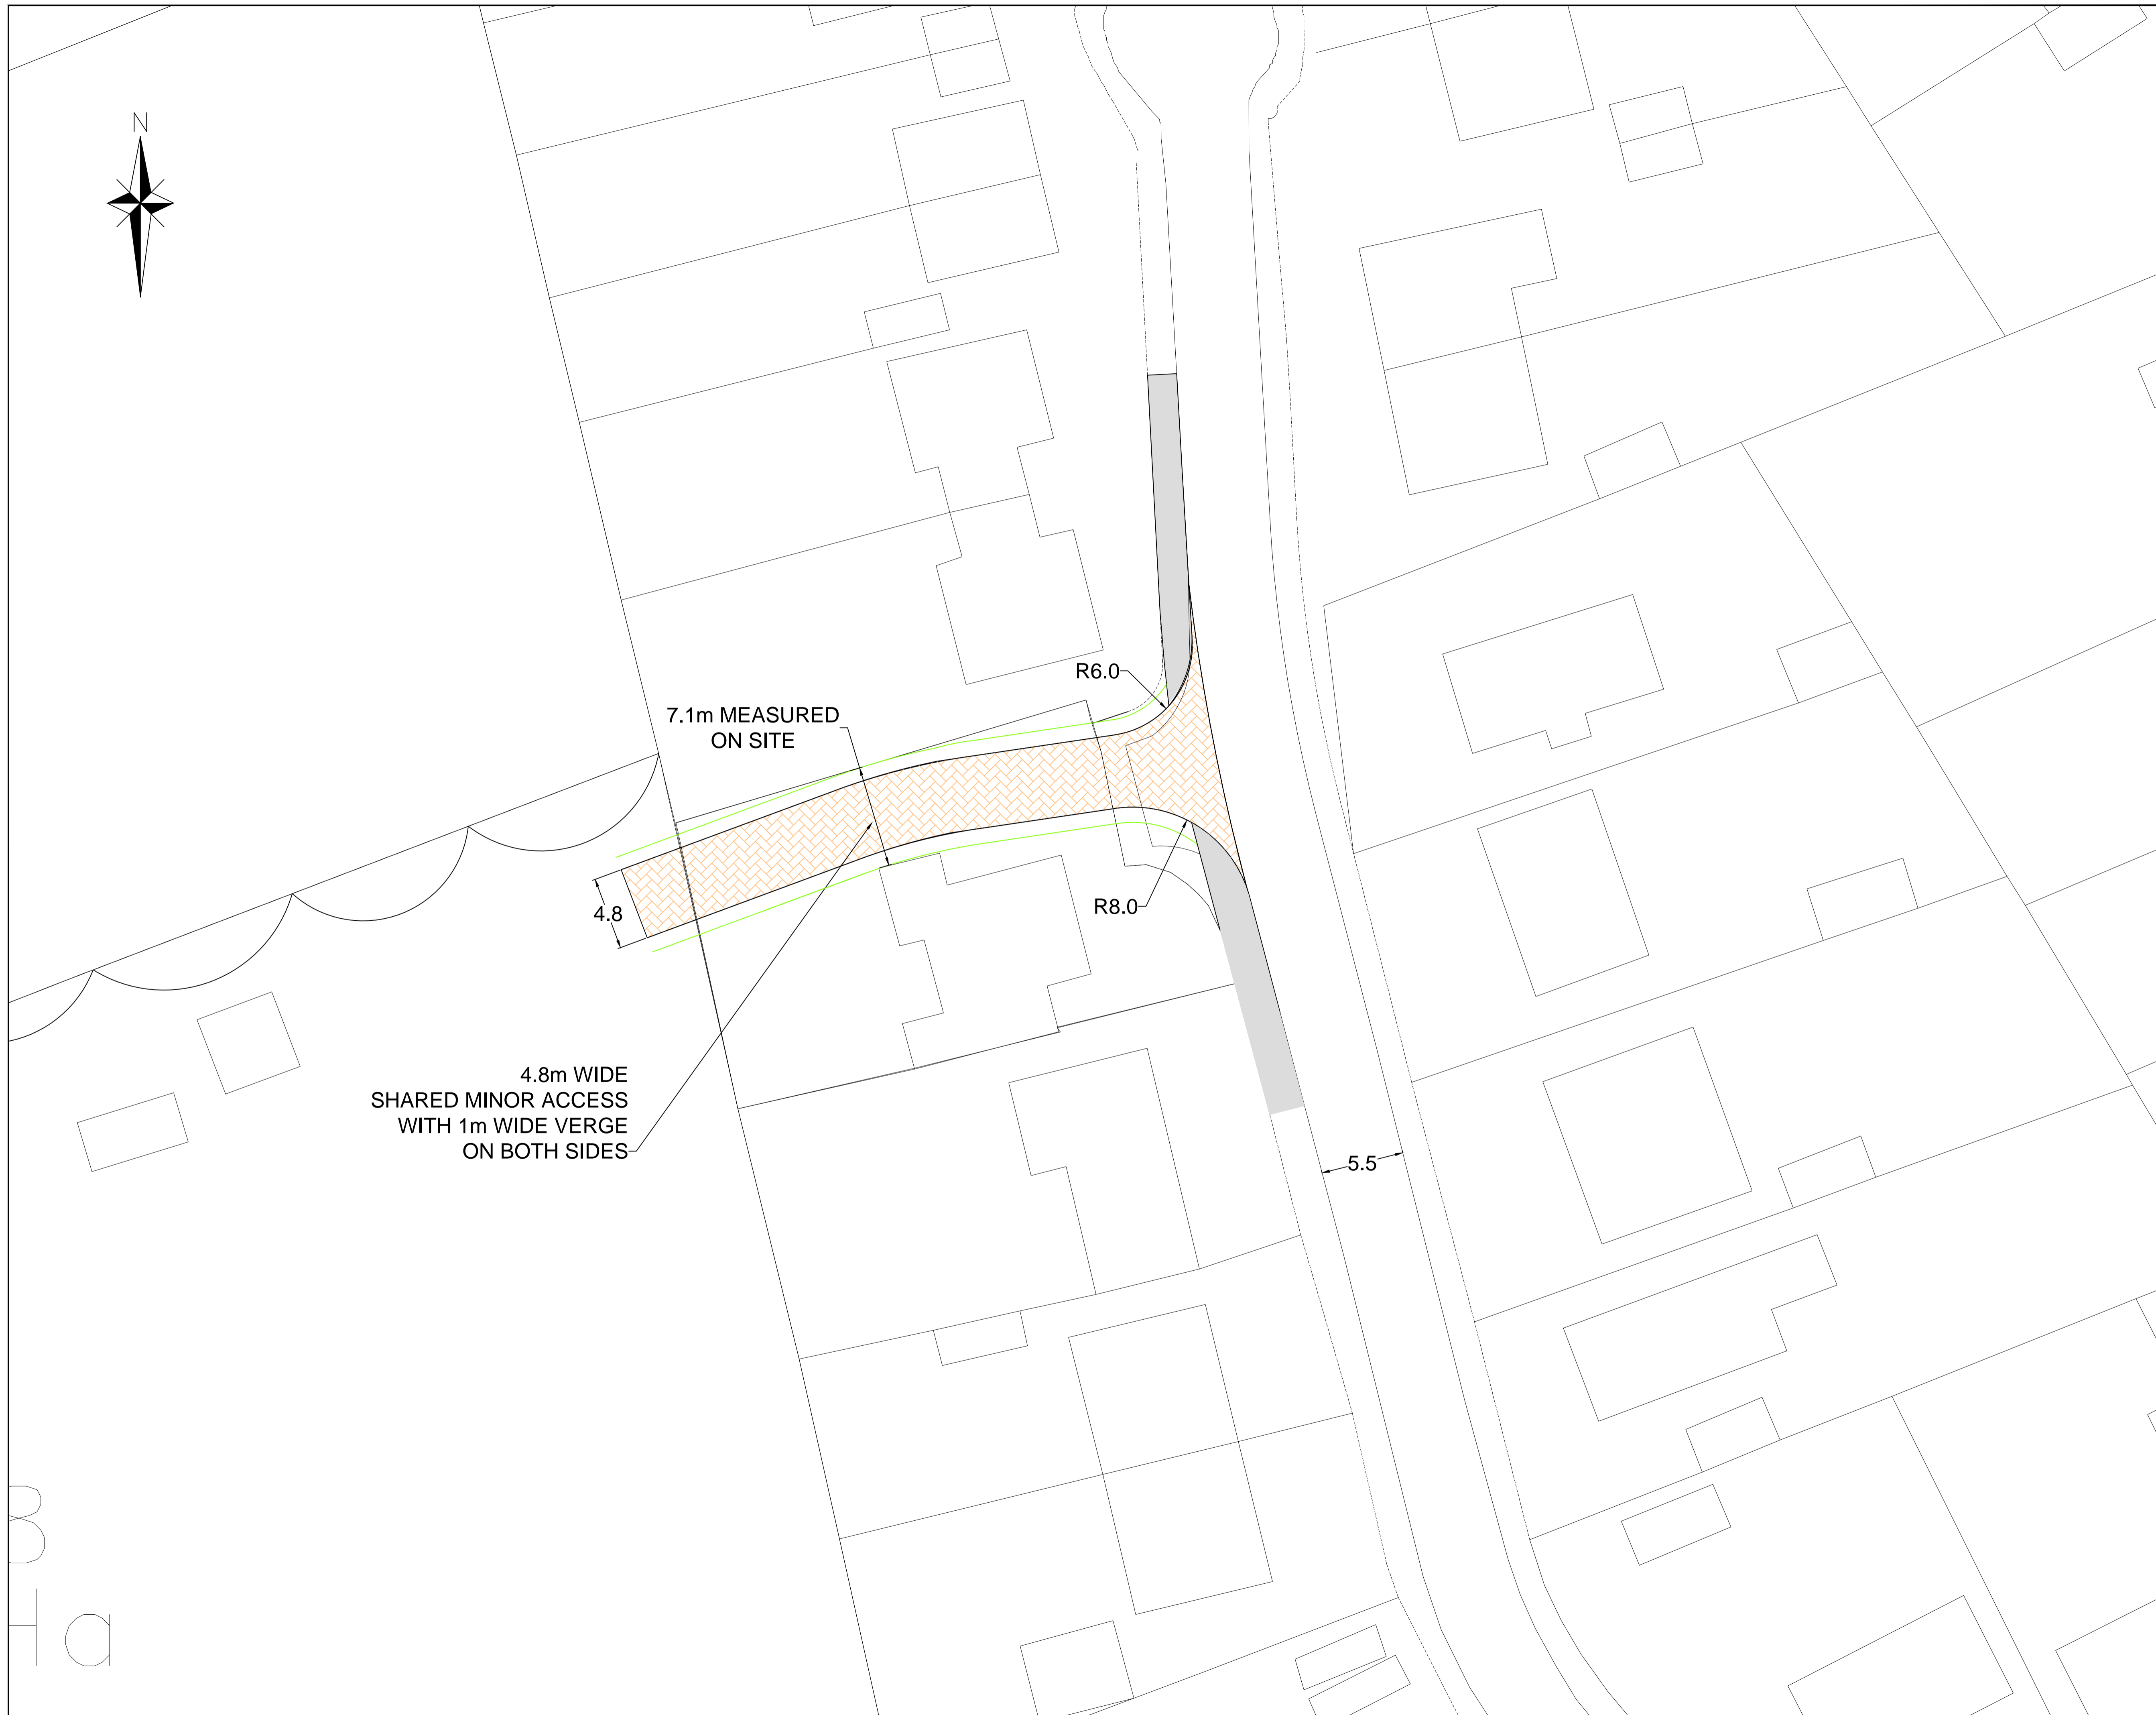 N
R6.0
7.1m MEASURED
ON SITE
4.8
R8.0
4.8m WIDE
SHARED MINOR ACCESS
WITH 1m WIDE VERGE
ON BOTH SIDES
5.5